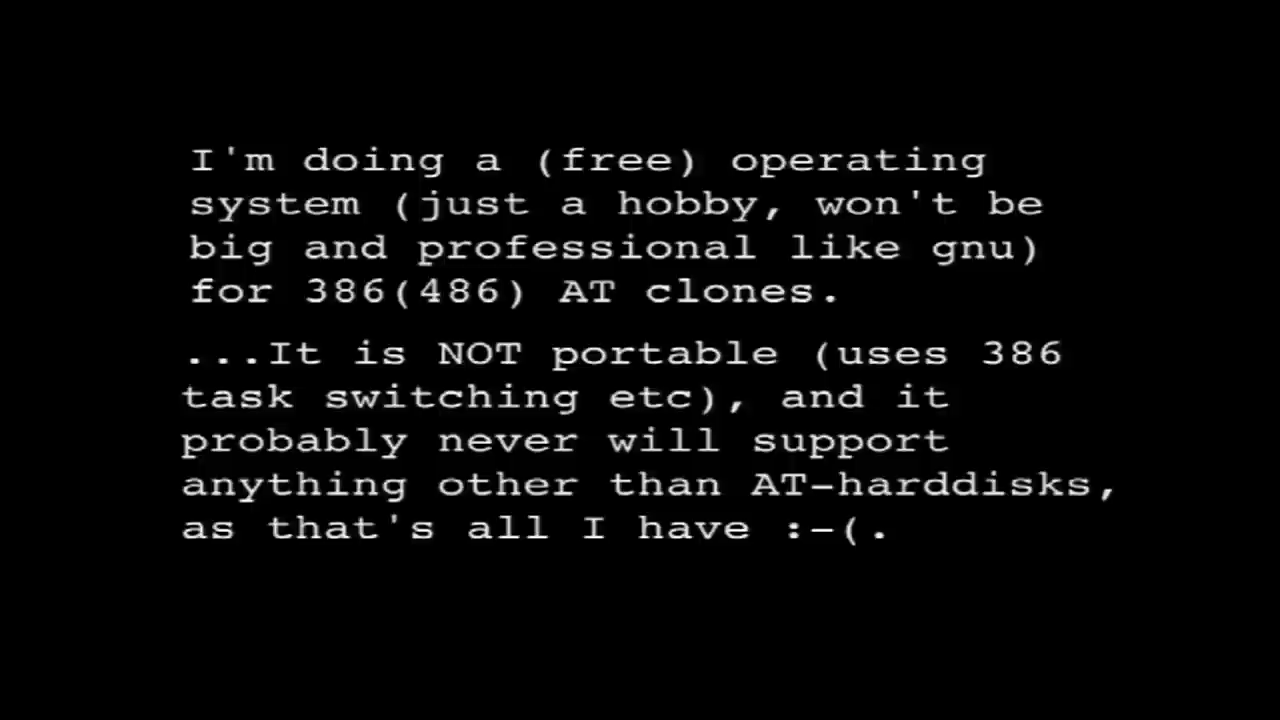 I'm doing a (free) operating
system (just a hobby, won't be
big and professional like gnu)
for 386(486) AT clones.
...It is NOT portable (uses 386
task switching etc), and it
probably never will support
anything other than AT-harddisks,
as that's all I have :-(.